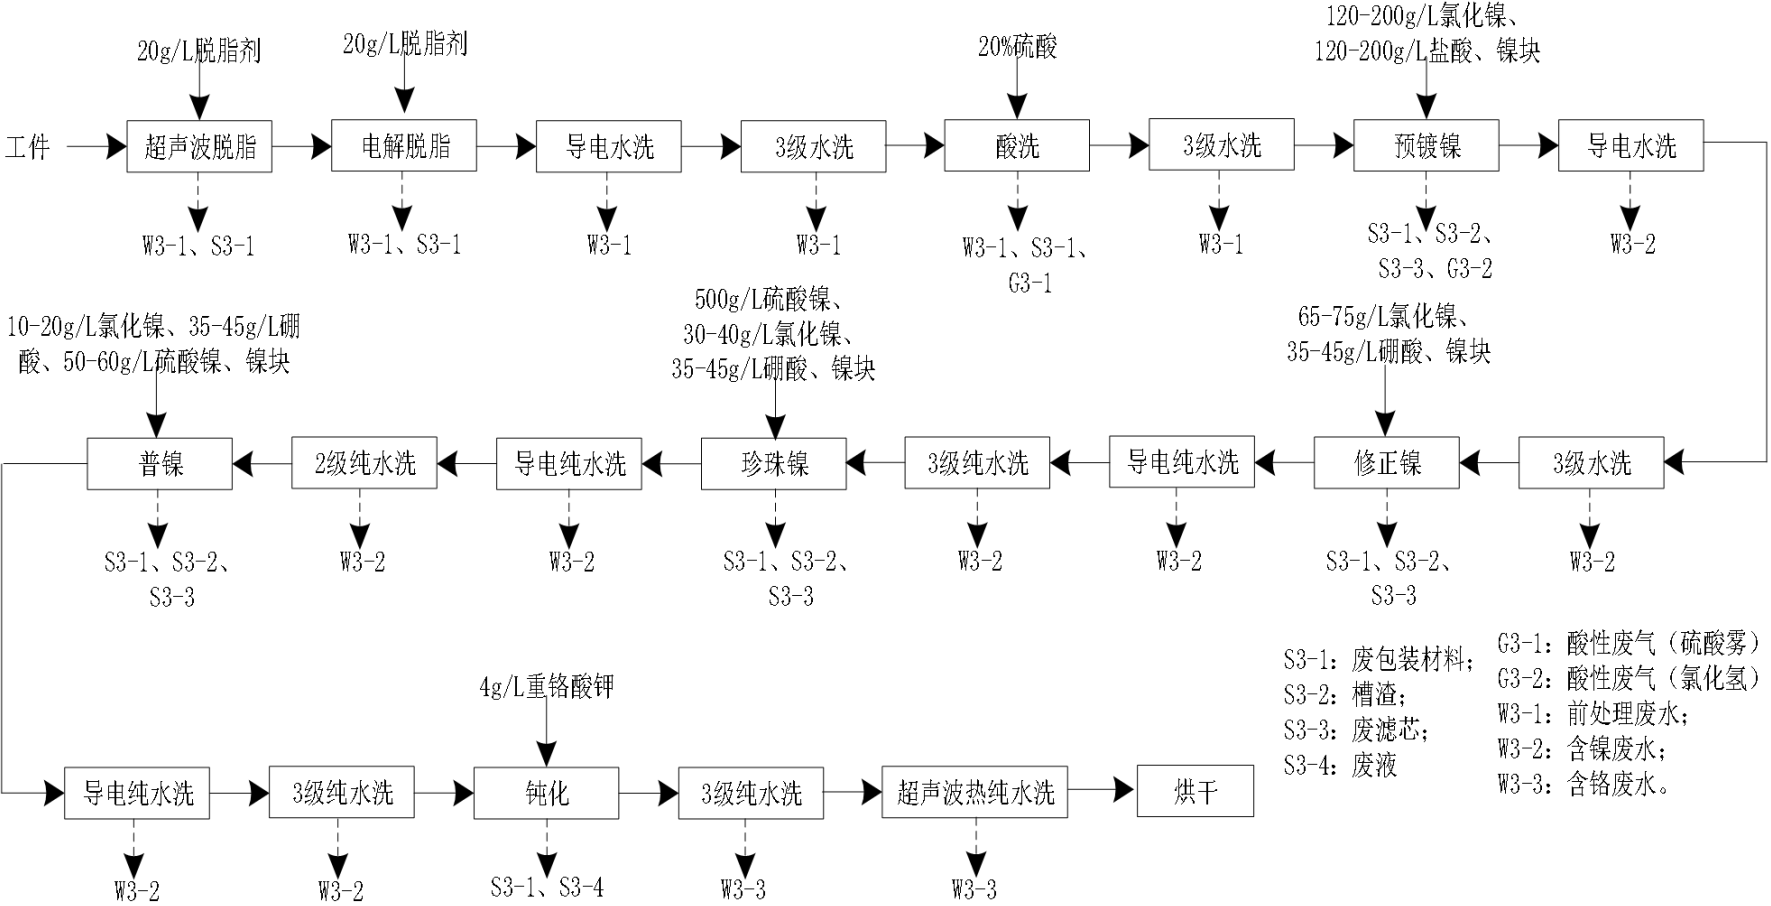 20g/L脱脂剂
20g/L脱脂剂
20%硫酸
120-200g/L氯化镍、
120-200g/L盐酸、镍块
工件
超声波脱脂
电解脱脂
导电水洗
3级水洗
酸洗
3级水洗
预镀镍
导电水洗
W3-1、S3-1
W3-1、S3-1
W3-1
W3-1
W3-1、S3-1、
G3-1
W3-1
S3-1、S3-2、
S3-3、G3-2
W3-2
10-20g/L氯化镍、35-45g/L硼
酸、50-60g/L硫酸镍、镍块
500g/L硫酸镍、
30-40g/L氯化镍、
35-45g/L硼酸、镍块
65-75g/L氯化镍、
35-45g/L硼酸、镍块
普镍
2级纯水洗
导电纯水洗
珍珠镍
3级纯水洗
导电纯水洗
修正镍
3级水洗
S3-1、S3-2、
S3-3
W3-2
W3-2
S3-1、S3-2、
S3-3
W3-2
W3-2
S3-1、S3-2、
S3-3
W3-2
4g/L重铬酸钾
导电纯水洗
3级纯水洗
钝化
3级纯水洗
超声波热纯水洗
烘干
W3-2
W3-2
S3-1、S3-4
W3-3
W3-3
S3-1：废包装材料；
S3-2：槽渣；
S3-3：废滤芯；
S3-4：废液
G3-1：酸性废气（硫酸雾）
G3-2：酸性废气（氯化氢）
W3-1：前处理废水；
W3-2：含镍废水；
W3-3：含铬废水。